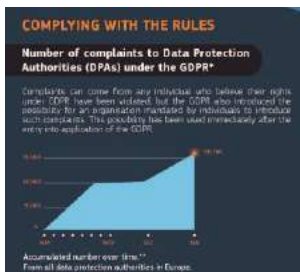 COMPLYING WITH THE RULES
Number of complaints to Data Protection
Authorities (DPAs) under the GDPR*
Complaints can come from any individual who believe their rights
under GDPR have been violated, but the GDPR also introduced the
possibility for an organisation mandated by individuals to introduce
such complaints. This possibility has been used immediately after the
entry into application of the GDPR.
Accumulated number over time.**
From all data protection authorities in Europe.